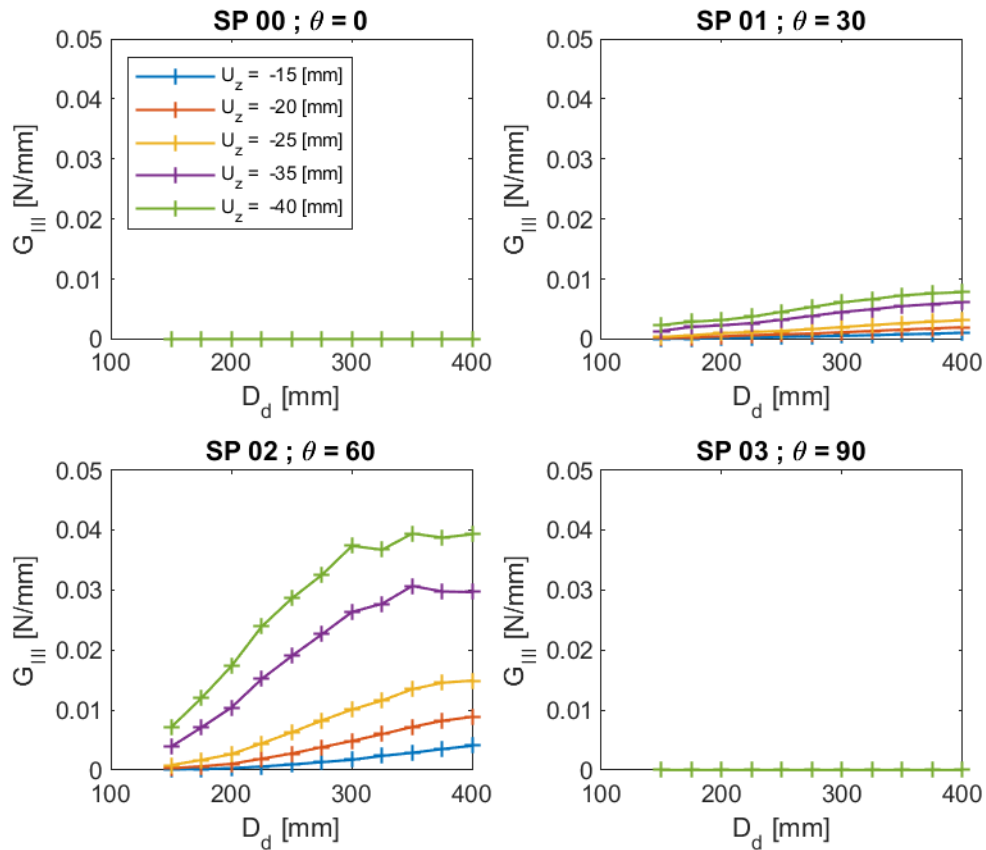 SP 00 ; θ = 0
0.05
0.04
0.03
0.02
0.01
0
G_III [N/mm]
U_z = -15 [mm]
U_z = -20 [mm]
U_z = -25 [mm]
U_z = -35 [mm]
U_z = -40 [mm]
100 200 300 400
D_d [mm]
SP 01 ; θ = 30
0.05
0.04
0.03
0.02
0.01
0
G_III [N/mm]
100 200 300 400
D_d [mm]
SP 02 ; θ = 60
0.05
0.04
0.03
0.02
0.01
0
G_III [N/mm]
100 200 300 400
D_d [mm]
SP 03 ; θ = 90
0.05
0.04
0.03
0.02
0.01
0
G_III [N/mm]
100 200 300 400
D_d [mm]